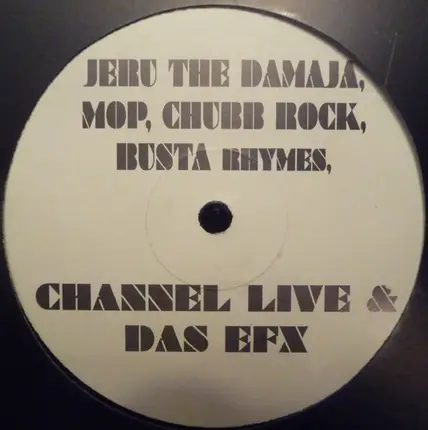 JERU THE DAMAJA,
MOP, CHUBB ROCK,
BUSTA RHYMES,
CHANNEL LIVE &
DAS EFX